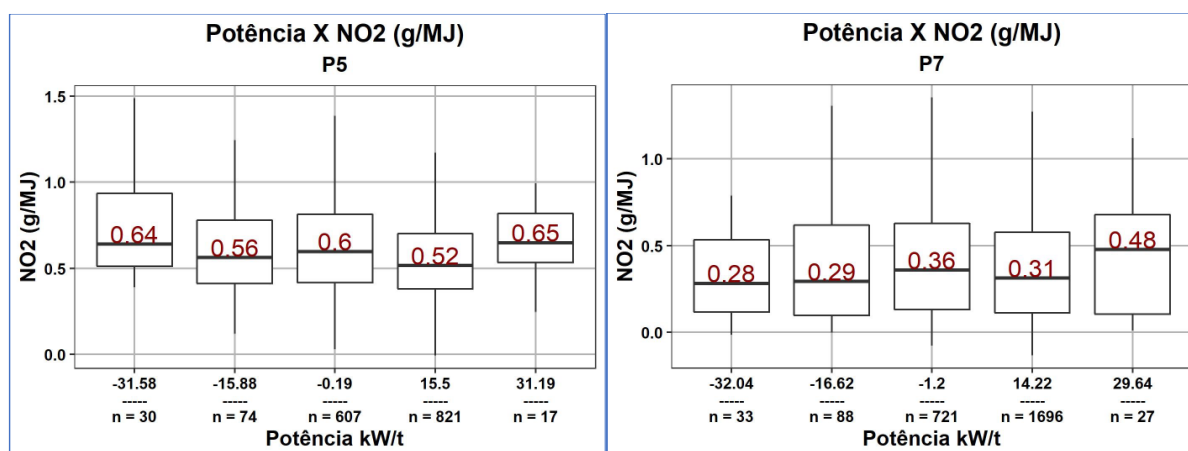 Potência X NO2 (g/MJ)
P5
NO2 (g/MJ)
1.5
1.0
0.5
0.0
0.64
0.56
0.6
0.52
0.65
-31.58 -15.88 -0.19 15.5 31.19
----- ----- ----- ----- -----
n = 30 n = 74 n = 607 n = 821 n = 17
Potência kW/t
Potência X NO2 (g/MJ)
P7
NO2 (g/MJ)
1.0
0.5
0.0
0.28
0.29
0.36
0.31
0.48
-32.04 -16.62 -1.2 14.22 29.64
----- ----- ----- ----- -----
n = 33 n = 88 n = 721 n = 1696 n = 27
Potência kW/t